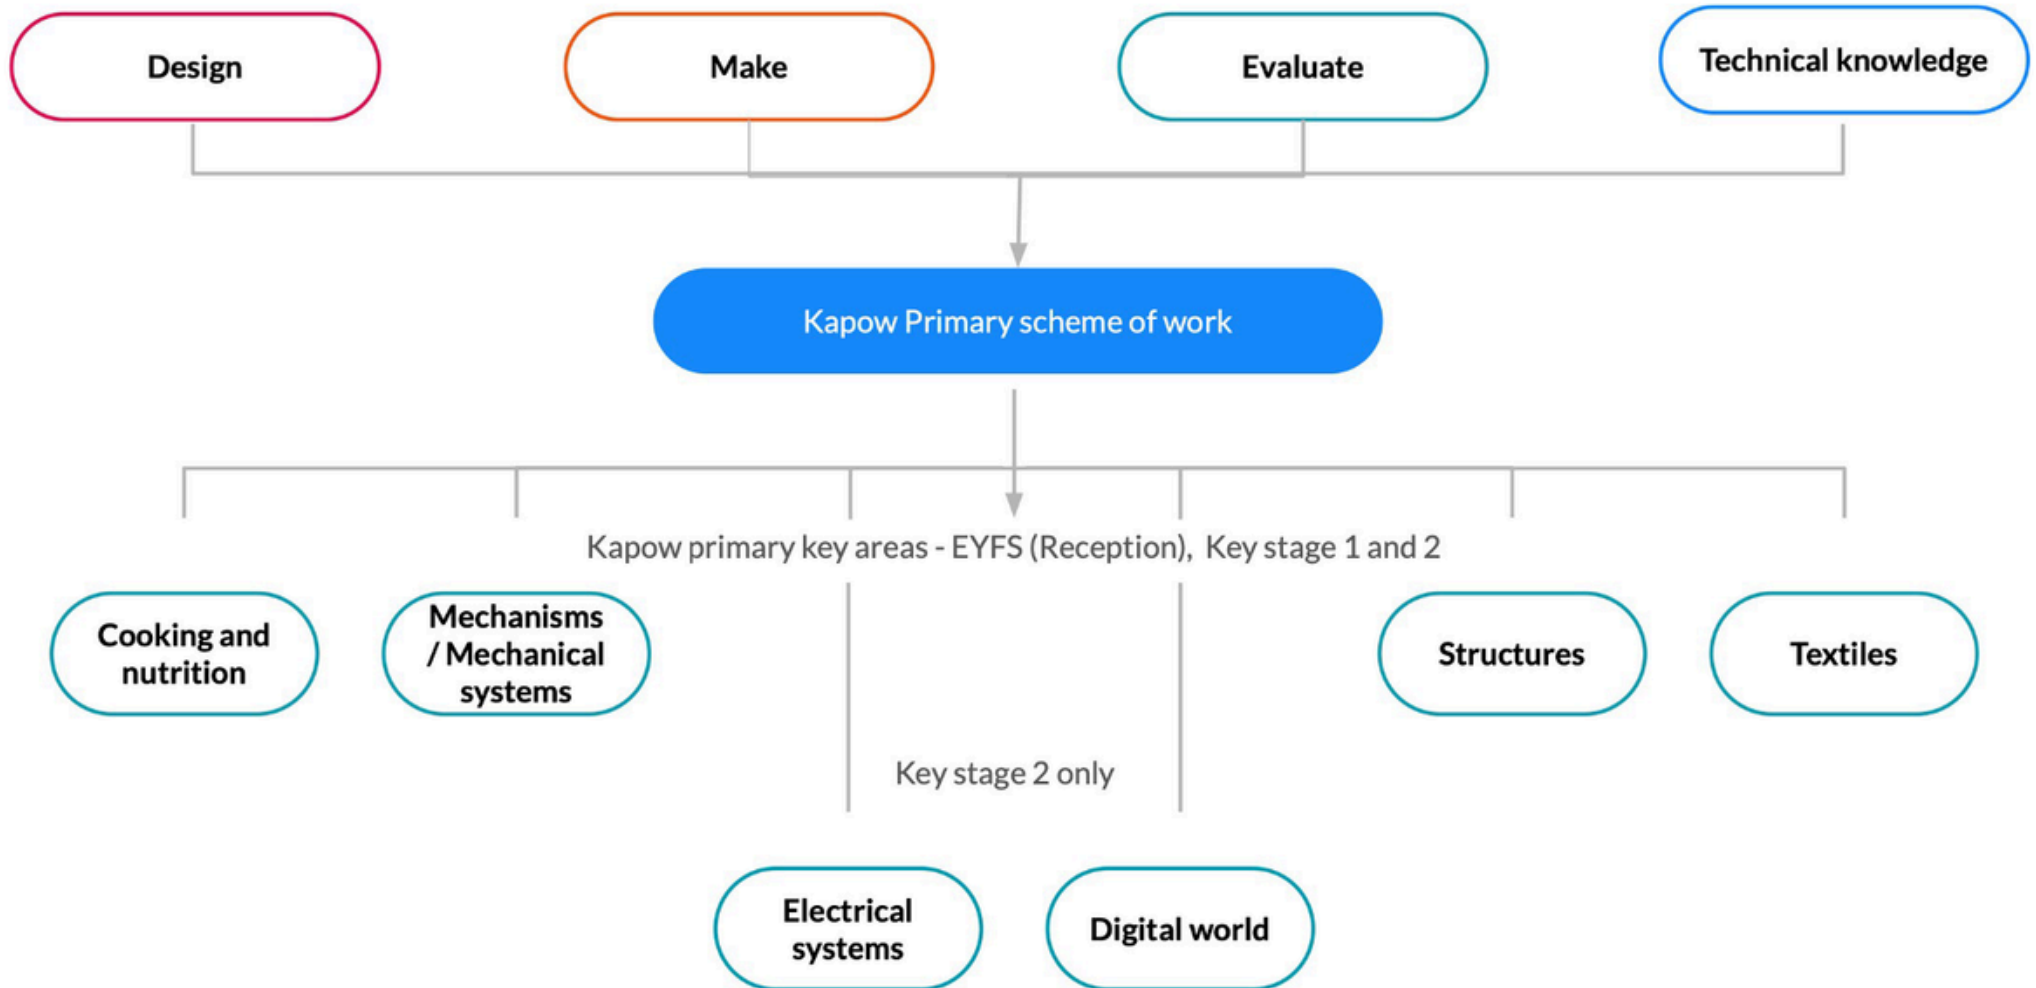 Design
Make
Evaluate
Technical knowledge
Kapow Primary scheme of work
Kapow primary key areas - EYFS (Reception), Key stage 1 and 2
Cooking and
nutrition
Mechanisms
/ Mechanical
systems
Structures
Textiles
Key stage 2 only
Electrical
systems
Digital world